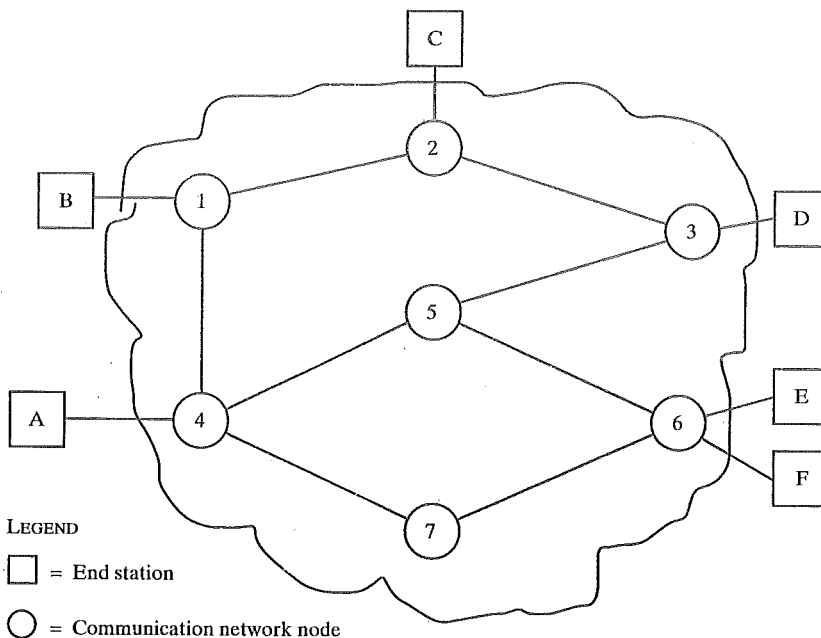 C
2
B
1
3
D
5
E
A
4
6
F
7
LEGEND
= End station
= Communication network node